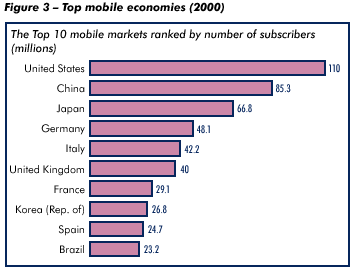 Figure 3 – Top mobile economies (2000)
The Top 10 mobile markets ranked by number of subscribers
(millions)
United States 110
China 85.3
Japan 66.8
Germany 48.1
Italy 42.2
United Kingdom 40
France 29.1
Korea (Rep. of) 26.8
Spain 24.7
Brazil 23.2